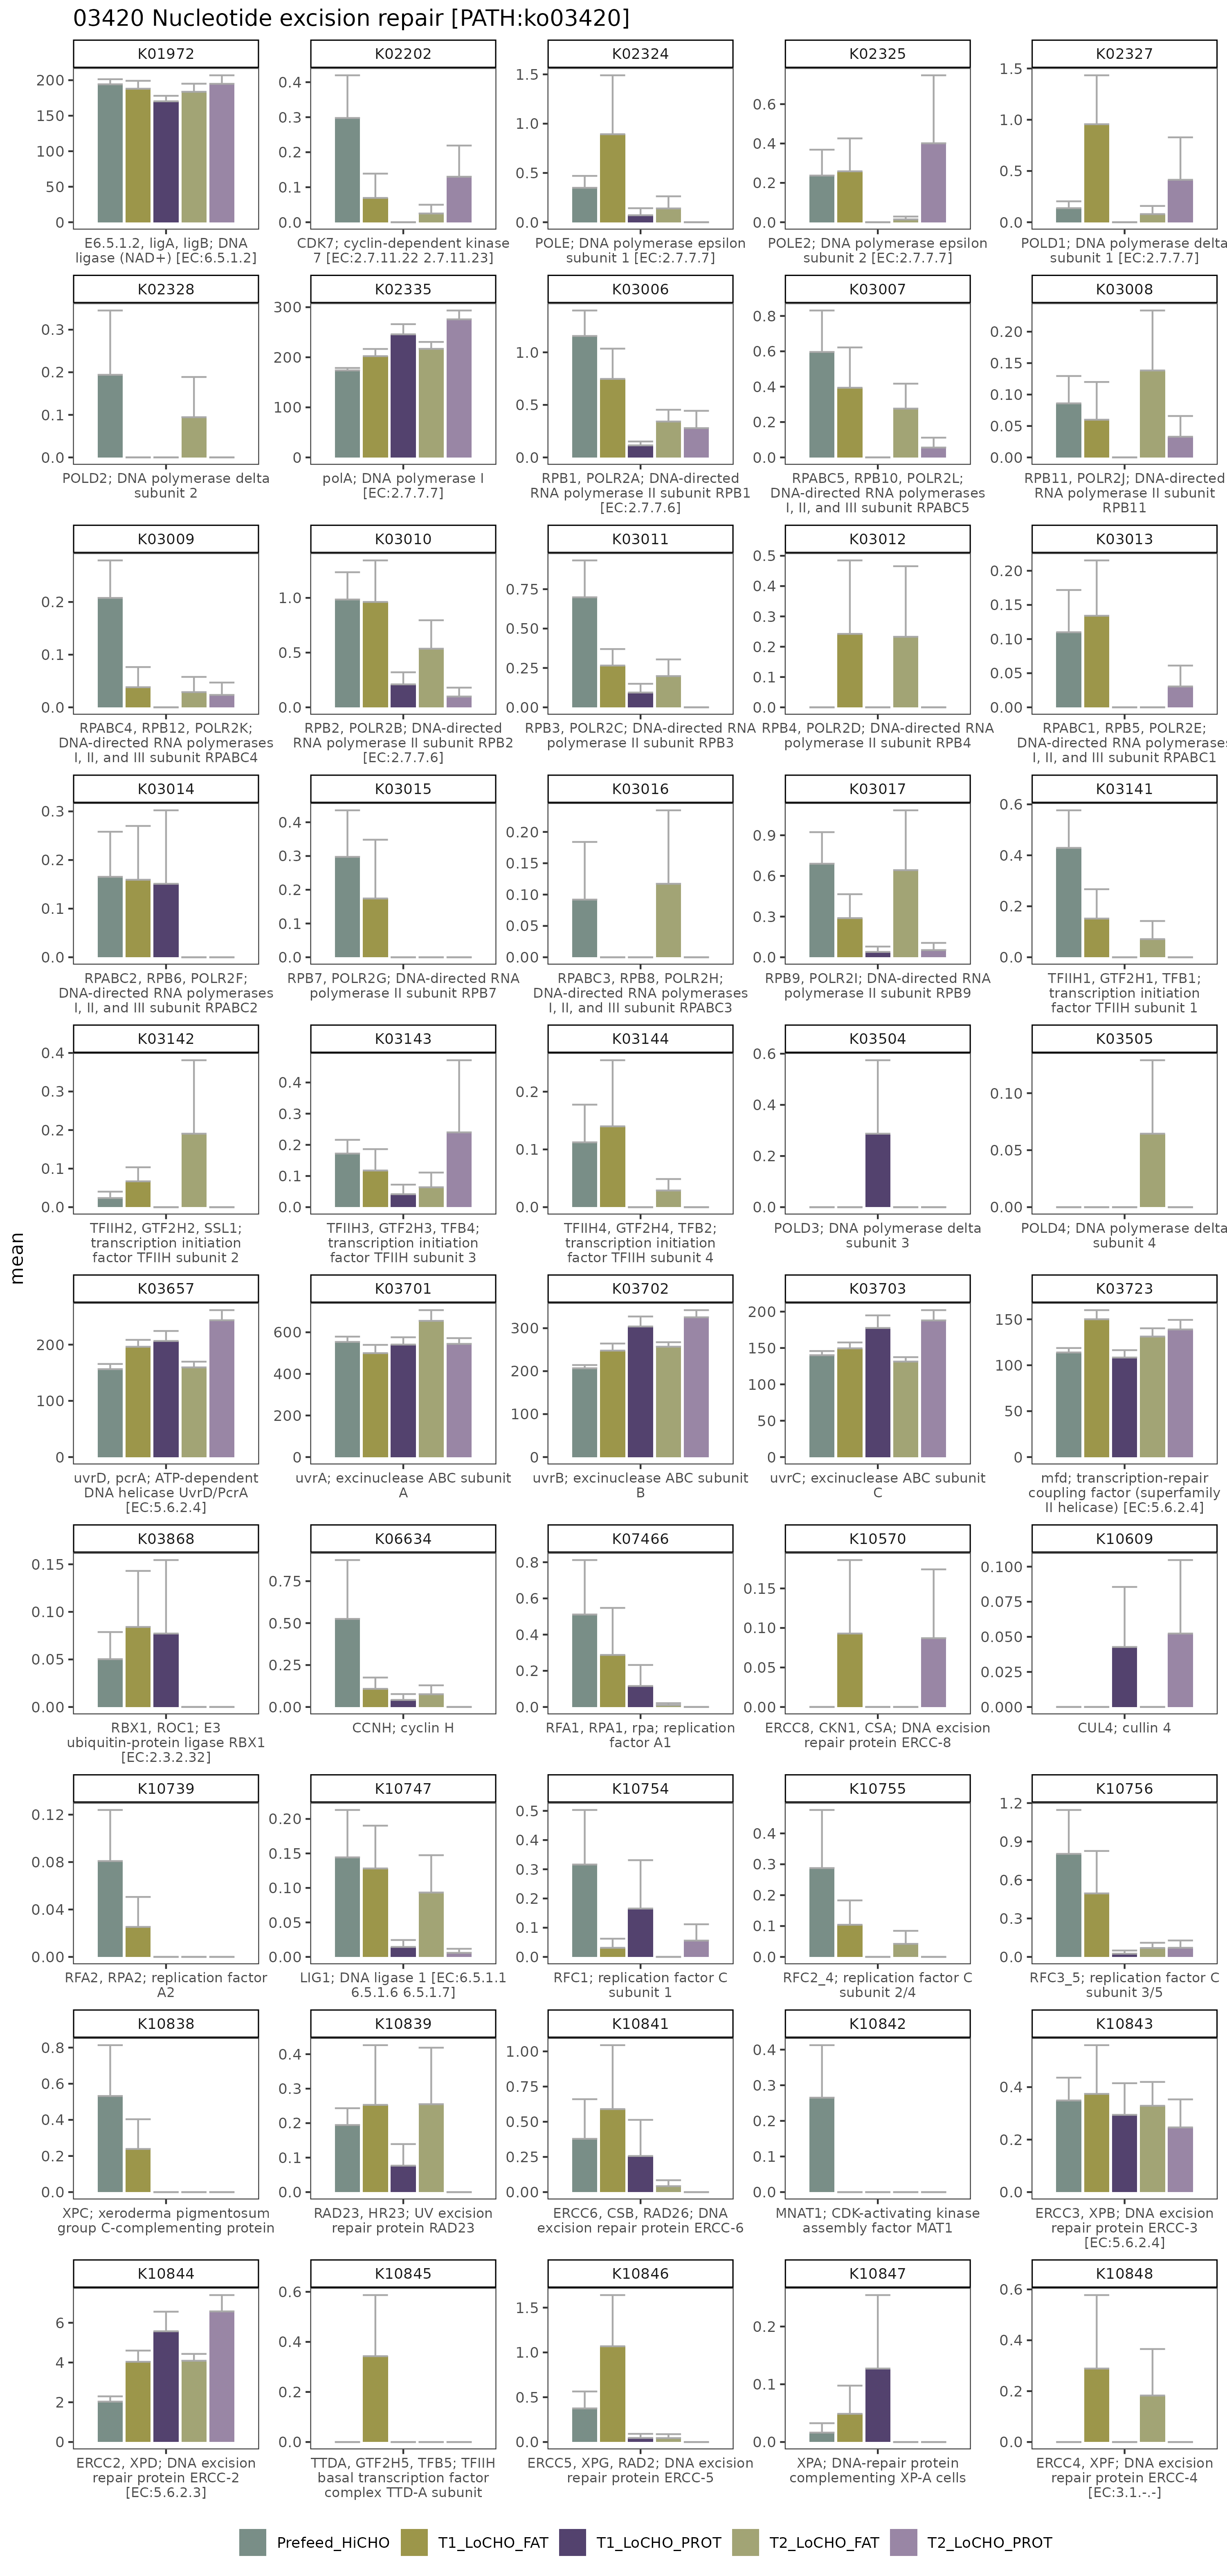 03420 Nucleotide excision repair [PATH:ko03420]
K01972 K02202 K02324 K02325 K02327
200 150 100 50 0
0.4 0.3 0.2 0.1 0.0
1.5 1.0 0.5 0.0
0.6 0.4 0.2 0.0
1.5 1.0 0.5 0.0
E6.5.1.2, ligA, ligB; DNA
ligase (NAD+) [EC:6.5.1.2]
CDK7; cyclin-dependent kinase
7 [EC:2.7.11.22 2.7.11.23]
POLE; DNA polymerase epsilon
subunit 1 [EC:2.7.7.7]
POLE2; DNA polymerase epsilon
subunit 2 [EC:2.7.7.7]
POLD1; DNA polymerase delta
subunit 1 [EC:2.7.7.7]
K02328 K02335 K03006 K03007 K03008
0.3 0.2 0.1 0.0
300 200 100 0
1.0 0.5 0.0
0.8 0.6 0.4 0.2 0.0
0.20 0.15 0.10 0.05 0.00
POLD2; DNA polymerase delta
subunit 2
polA; DNA polymerase I
[EC:2.7.7.7]
RPB1, POLR2A; DNA-directed
RNA polymerase II subunit RPB1
[EC:2.7.7.6]
RPABC5, RPB10, POLR2L;
DNA-directed RNA polymerases
I, II, and III subunit RPABC5
RPB11, POLR2J; DNA-directed
RNA polymerase II subunit
RPB11
K03009 K03010 K03011 K03012 K03013
0.2 0.1 0.0
1.0 0.5 0.0
0.75 0.50 0.25 0.00
0.5 0.4 0.3 0.2 0.1 0.0
0.20 0.15 0.10 0.05 0.00
RPABC4, RPB12, POLR2K;
DNA-directed RNA polymerases
I, II, and III subunit RPABC4
RPB2, POLR2B; DNA-directed
RNA polymerase II subunit RPB2
[EC:2.7.7.6]
RPB3, POLR2C; DNA-directed RNA
polymerase II subunit RPB3
RPB4, POLR2D; DNA-directed RNA
polymerase II subunit RPB4
RPABC1, RPB5, POLR2E;
DNA-directed RNA polymerases
I, II, and III subunit RPABC1
K03014 K03015 K03016 K03017 K03141
0.3 0.2 0.1 0.0
0.4 0.3 0.2 0.1 0.0
0.20 0.15 0.10 0.05 0.00
0.9 0.6 0.3 0.0
0.6 0.4 0.2 0.0
RPABC2, RPB6, POLR2F;
DNA-directed RNA polymerases
I, II, and III subunit RPABC2
RPB7, POLR2G; DNA-directed RNA
polymerase II subunit RPB7
RPABC3, RPB8, POLR2H;
DNA-directed RNA polymerases
I, II, and III subunit RPABC3
RPB9, POLR2I; DNA-directed RNA
polymerase II subunit RPB9
TFIIH1, GTF2H1, TFB1;
transcription initiation
factor TFIIH subunit 1
K03142 K03143 K03144 K03504 K03505
0.4 0.3 0.2 0.1 0.0
0.4 0.3 0.2 0.1 0.0
0.2 0.1 0.0
0.6 0.4 0.2 0.0
0.10 0.05 0.00
TFIIH2, GTF2H2, SSL1;
transcription initiation
factor TFIIH subunit 2
TFIIH3, GTF2H3, TFB4;
transcription initiation
factor TFIIH subunit 3
TFIIH4, GTF2H4, TFB2;
transcription initiation
factor TFIIH subunit 4
POLD3; DNA polymerase delta
subunit 3
POLD4; DNA polymerase delta
subunit 4
mean
K03657 K03701 K03702 K03703 K03723
200 100 0
600 400 200 0
300 200 100 0
200 150 100 50 0
150 100 50 0
uvrD, pcrA; ATP-dependent
DNA helicase UvrD/PcrA
[EC:5.6.2.4]
uvrA; excinuclease ABC subunit
A
uvrB; excinuclease ABC subunit
B
uvrC; excinuclease ABC subunit
C
mfd; transcription-repair
coupling factor (superfamily
II helicase) [EC:5.6.2.4]
K03868 K06634 K07466 K10570 K10609
0.15 0.10 0.05 0.00
0.75 0.50 0.25 0.00
0.8 0.6 0.4 0.2 0.0
0.15 0.10 0.05 0.00
0.100 0.075 0.050 0.025 0.000
RBX1, ROC1; E3
ubiquitin-protein ligase RBX1
[EC:2.3.2.32]
CCNH; cyclin H
RFA1, RPA1, rpa; replication
factor A1
ERCC8, CKN1, CSA; DNA excision
repair protein ERCC-8
CUL4; cullin 4
K10739 K10747 K10754 K10755 K10756
0.12 0.08 0.04 0.00
0.20 0.15 0.10 0.05 0.00
0.5 0.4 0.3 0.2 0.1 0.0
0.4 0.3 0.2 0.1 0.0
1.2 0.9 0.6 0.3 0.0
RFA2, RPA2; replication factor
A2
LIG1; DNA ligase 1 [EC:6.5.1.1
6.5.1.6 6.5.1.7]
RFC1; replication factor C
subunit 1
RFC2_4; replication factor C
subunit 2/4
RFC3_5; replication factor C
subunit 3/5
K10838 K10839 K10841 K10842 K10843
0.8 0.6 0.4 0.2 0.0
0.4 0.3 0.2 0.1 0.0
1.00 0.75 0.50 0.25 0.00
0.4 0.3 0.2 0.1 0.0
0.4 0.2 0.0
XPC; xeroderma pigmentosum
group C-complementing protein
RAD23, HR23; UV excision
repair protein RAD23
ERCC6, CSB, RAD26; DNA
excision repair protein ERCC-6
MNAT1; CDK-activating kinase
assembly factor MAT1
ERCC3, XPB; DNA excision
repair protein ERCC-3
[EC:5.6.2.4]
K10844 K10845 K10846 K10847 K10848
6 4 2 0
0.6 0.4 0.2 0.0
1.5 1.0 0.5 0.0
0.2 0.1 0.0
0.6 0.4 0.2 0.0
ERCC2, XPD; DNA excision
repair protein ERCC-2
[EC:5.6.2.3]
TTDA, GTF2H5, TFB5; TFIIH
basal transcription factor
complex TTD-A subunit
ERCC5, XPG, RAD2; DNA excision
repair protein ERCC-5
XPA; DNA-repair protein
complementing XP-A cells
ERCC4, XPF; DNA excision
repair protein ERCC-4
[EC:3.1.-.-]
Prefeed_HiCHO T1_LoCHO_FAT T1_LoCHO_PROT T2_LoCHO_FAT T2_LoCHO_PROT